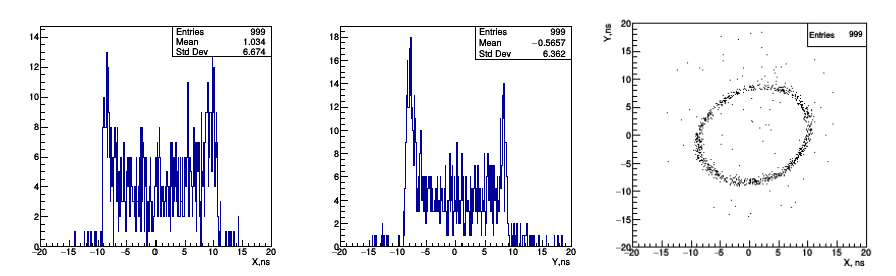 Entries 999
Mean 1.034
Std Dev 6.674
14
12
10
8
6
4
2
0
−20 −15 −10 −5 0 5 10 15 20
X,ns
Entries 999
Mean −0.5657
Std Dev 6.362
18
16
14
12
10
8
6
4
2
0
−20 −15 −10 −5 0 5 10 15 20
Y,ns
Y,ns
Entries 999
20
15
10
5
0
−5
−10
−15
−20
−20 −15 −10 −5 0 5 10 15 20
X, ns